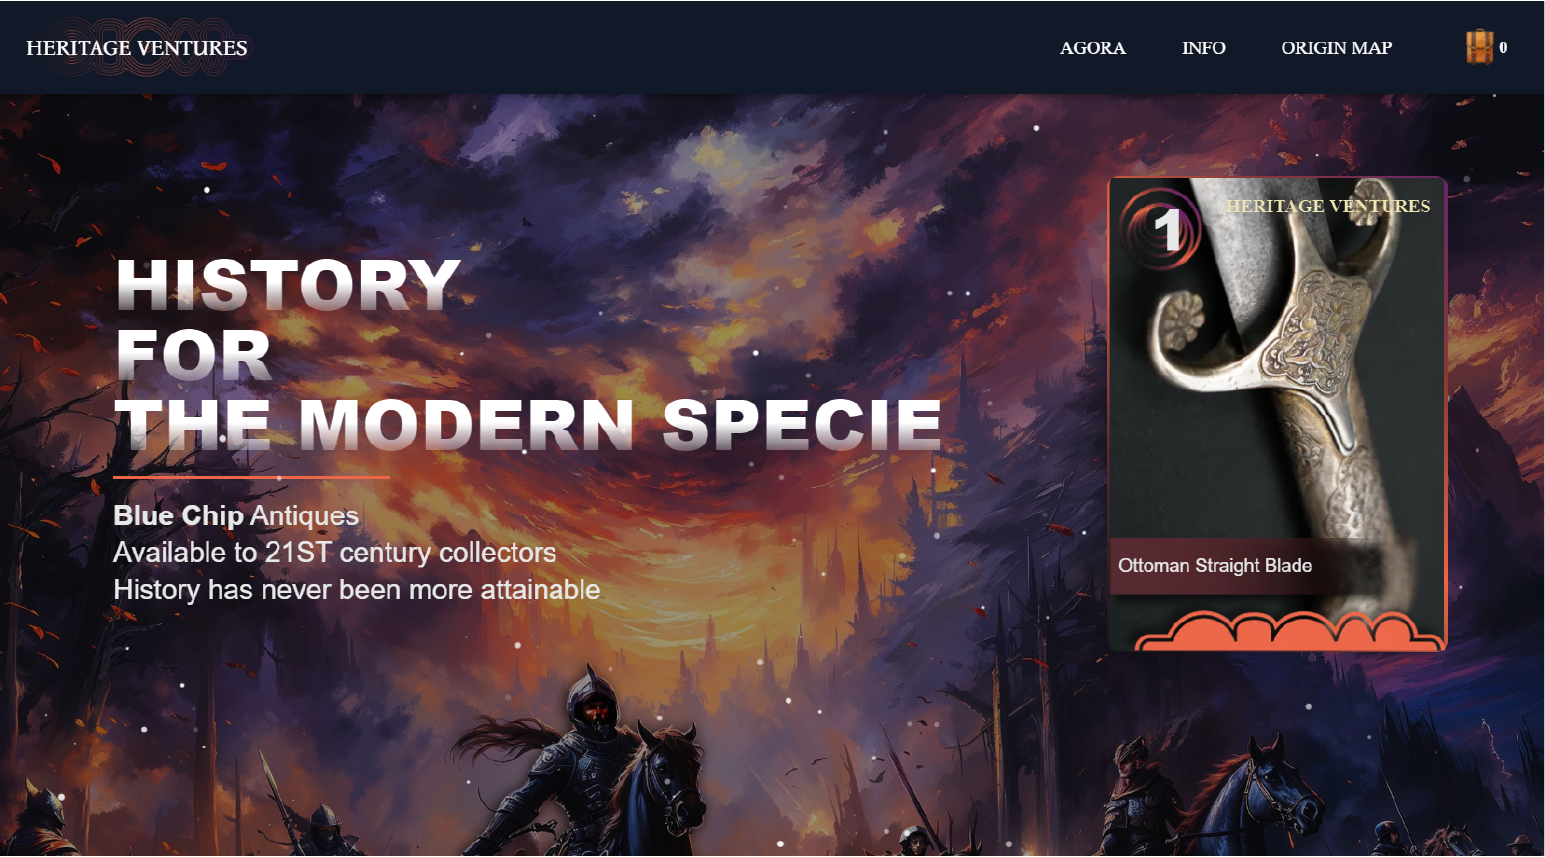 HERITAGE VENTURES
AGORA
INFO
ORIGIN MAP
0
HISTORY
FOR
THE MODERN SPECIE
Blue Chip Antiques
Available to 21ST century collectors
History has never been more attainable
1
HERITAGE VENTURES
Ottoman Straight Blade